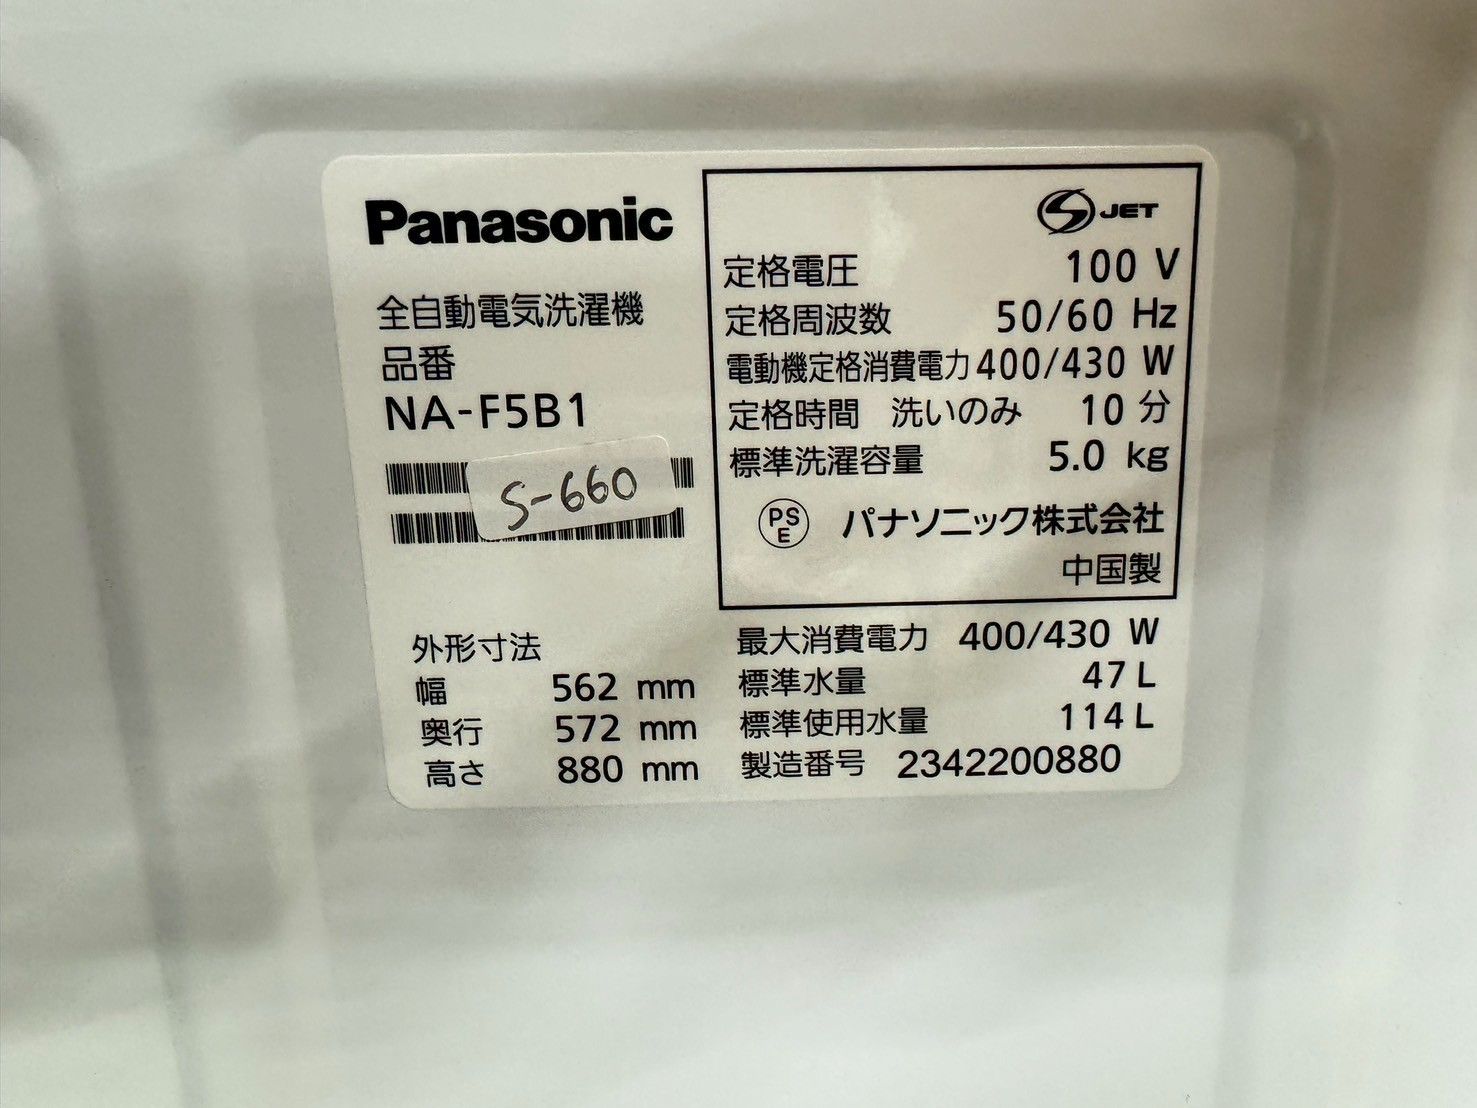 Panasonic
全自動電気洗濯機
品番
NA-F5B1
S-660
外形寸法
幅 562 mm
奥行 572 mm
高さ 880 mm
S JET
定格電圧 100 V
定格周波数 50/60 Hz
電動機定格消費電力 400/430 W
定格時間 洗いのみ 10 分
標準洗濯容量 5.0 kg
PSE パナソニック株式会社
中国製
最大消費電力 400/430 W
標準水量 47 L
標準使用水量 114 L
製造番号 2342200880